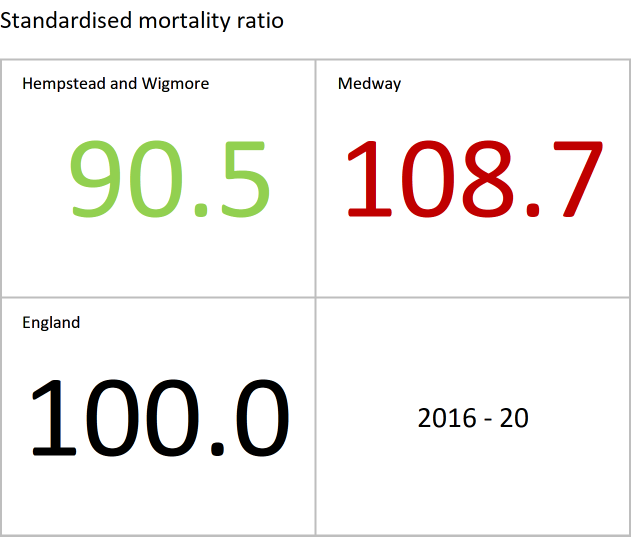 Standardised mortality ratio
Hempstead and Wigmore
90.5
Medway
108.7
England
100.0
2016 - 20